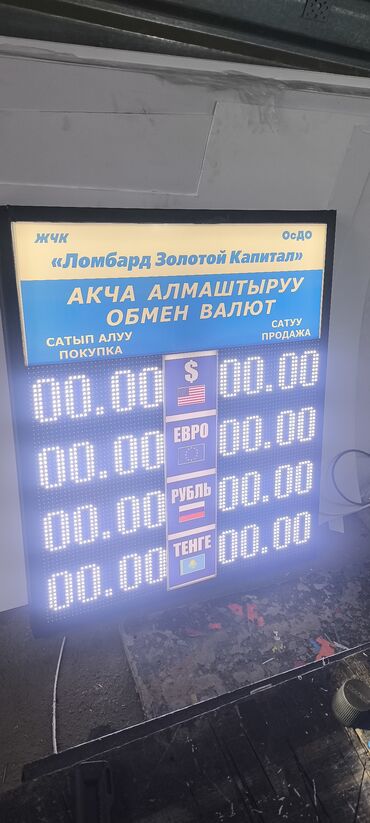 ЖЧК ОсДО
«Ломбард Золотой Капитал»
АКЧА АЛМАШТЫРУУ
ОБМЕН ВАЛЮТ
САТЫП АЛУУ САТУУ
ПОКУПКА ПРОДАЖА
00.00 $ 00.00
00.00 ЕВРО 00.00
00.00 РУБЛЬ 00.00
00.00 ТЕНГЕ 00.00